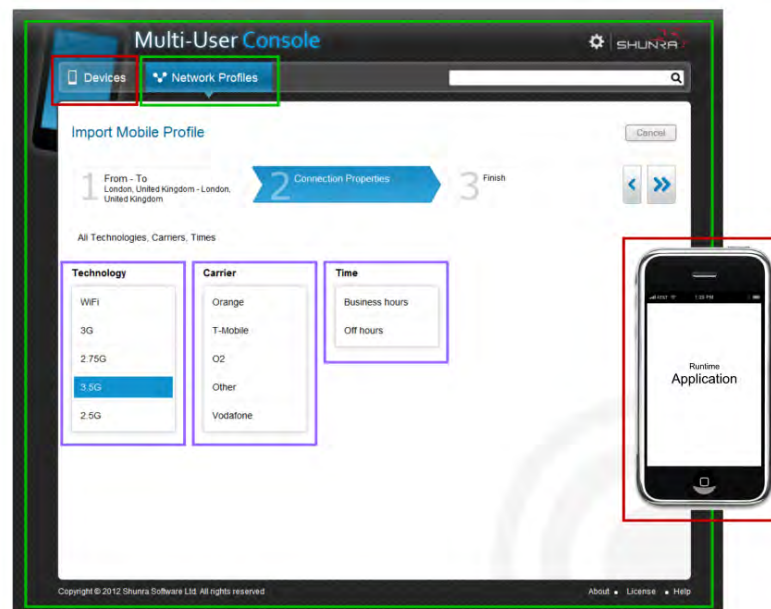 Multi-User Console
SHUNRA
Devices
Network Profiles
Import Mobile Profile
Cancel
1
From - To
London, United Kingdom - London,
United Kingdom
2
Connection Properties
3
Finish
All Technologies, Carriers, Times
Technology
WiFi
3G
2.75G
3.5G
2.5G
Carrier
Orange
T-Mobile
O2
Other
Vodafone
Time
Business hours
Off hours
Runtime
Application
Copyright © 2012 Shunra Software Ltd. All rights reserved
About • License • Help